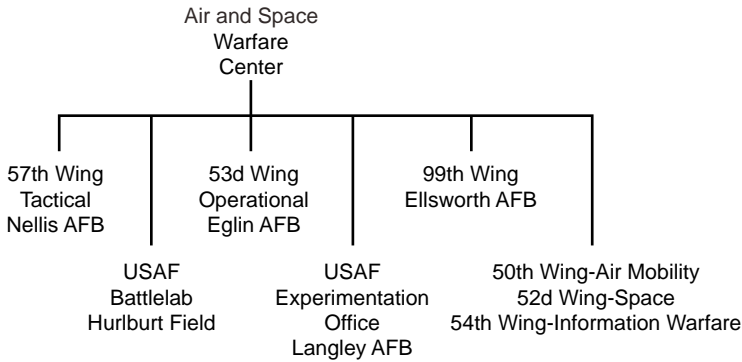 Air and Space
Warfare
Center
57th Wing
Tactical
Nellis AFB
53d Wing
Operational
Eglin AFB
99th Wing
Ellsworth AFB
USAF
Battlelab
Hurlburt Field
USAF
Experimentation
Office
Langley AFB
50th Wing-Air Mobility
52d Wing-Space
54th Wing-Information Warfare